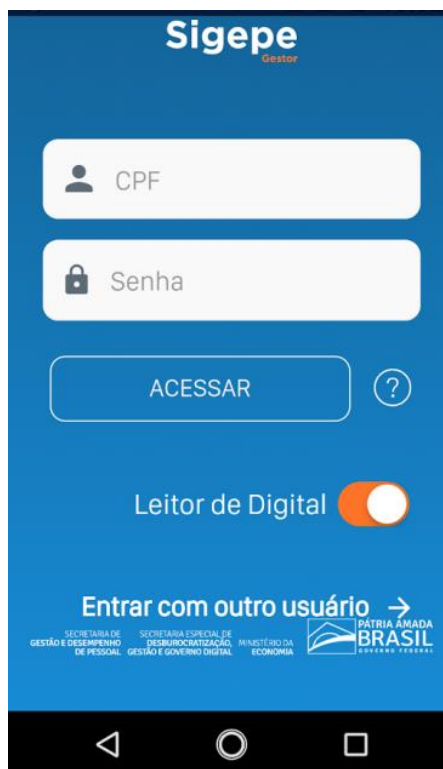 Sigepe
Gestor
CPF
Senha
ACESSAR
?
Leitor de Digital
Entrar com outro usuário →
SECRETARIA DE
GESTÃO E DESEMPENHO
DE PESSOAL
SECRETARIA ESPECIAL DE
DESBUROCRATIZAÇÃO,
GESTÃO E GOVERNO DIGITAL
MINISTÉRIO DA
ECONOMIA
PÁTRIA AMADA
BRASIL
GOVERNO FEDERAL